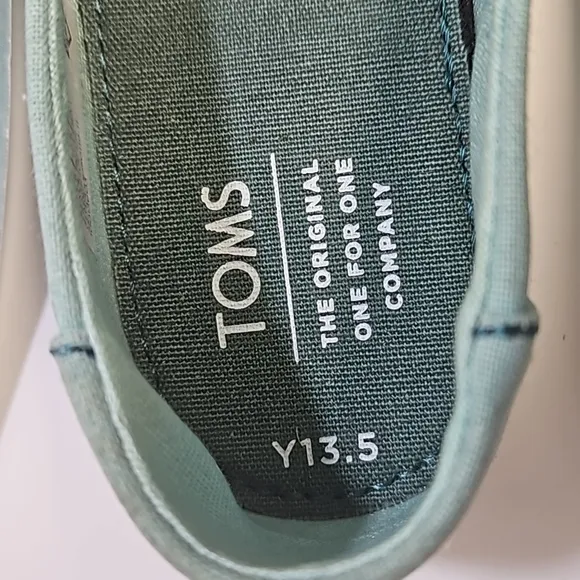 TOMS
THE ORIGINAL
ONE FOR ONE
COMPANY
Y13.5